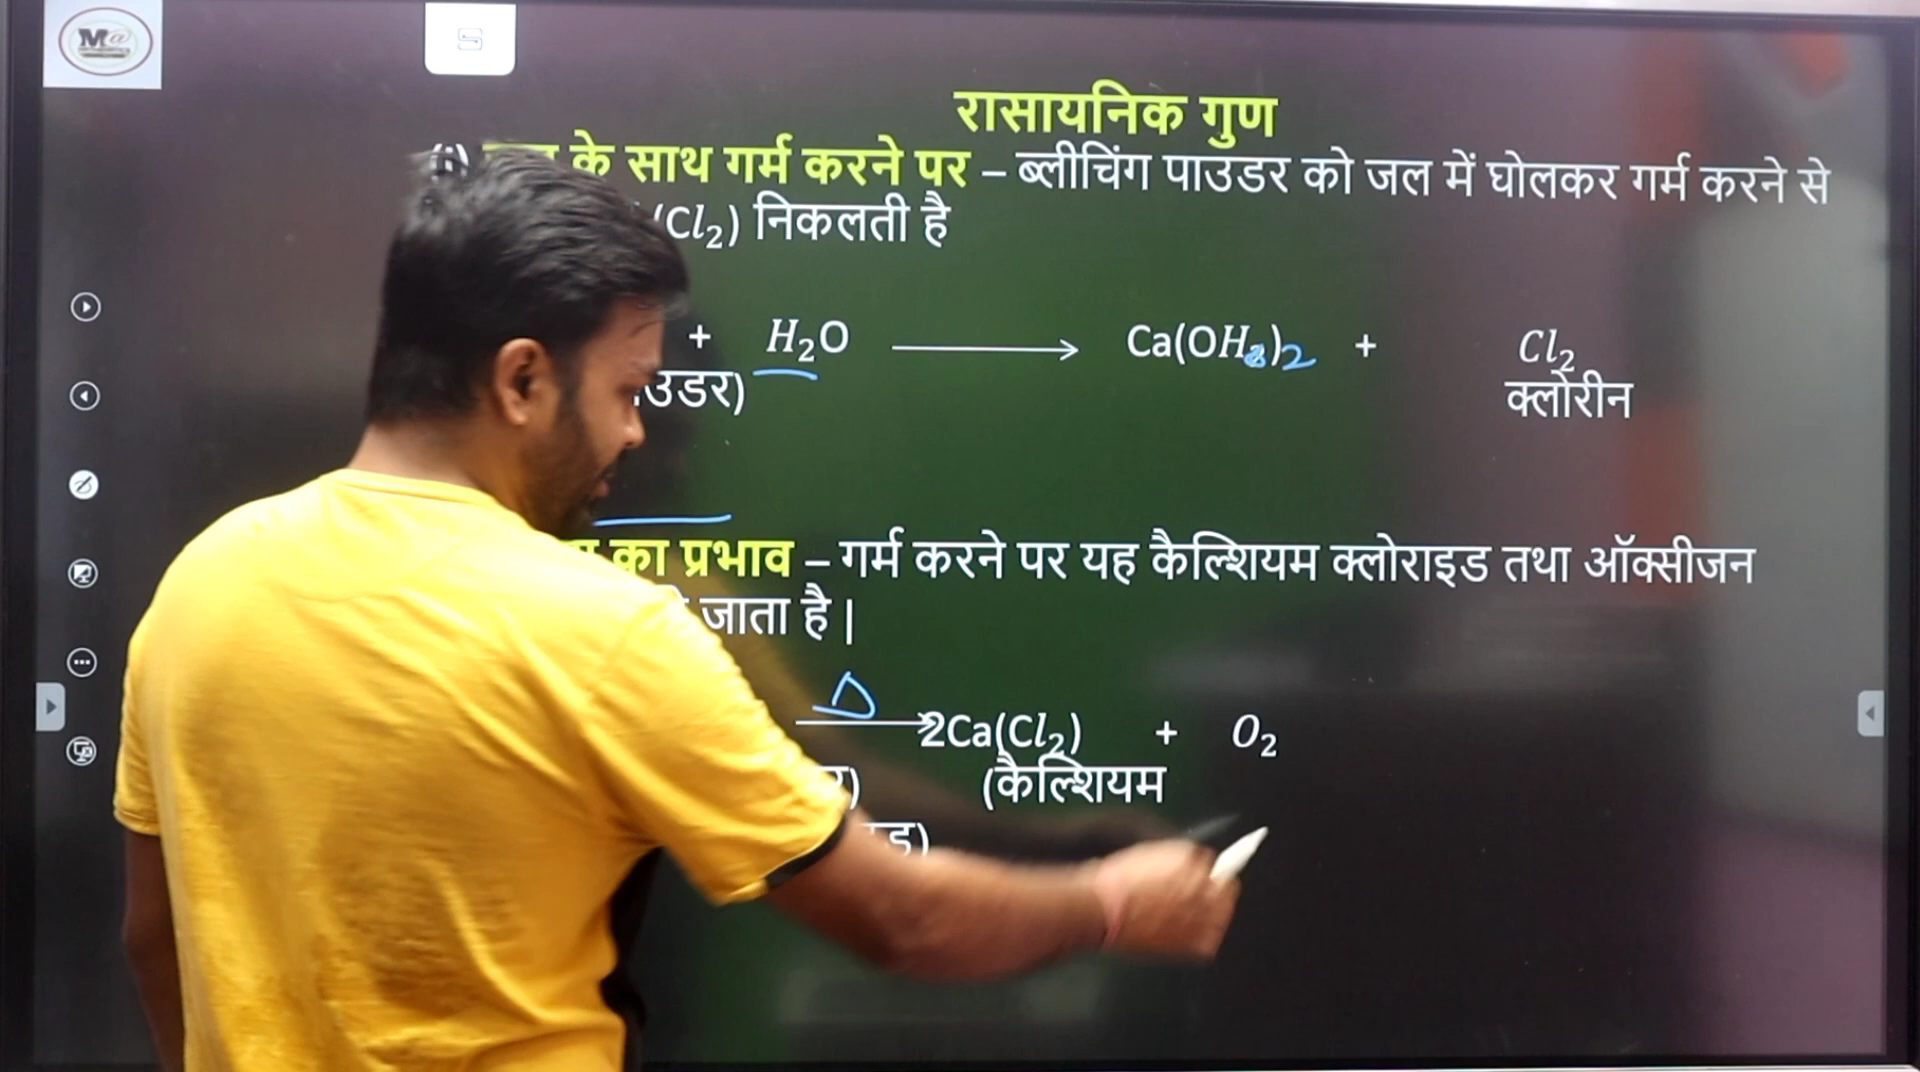 M@
रासायनिक गुण
(i) के साथ गर्म करने पर – ब्लीचिंग पाउडर को जल में घोलकर गर्म करने से
(Cl₂) निकलती है
+ H₂O ⟶ Ca(OH₂)₂ + Cl₂
उडर) क्लोरीन
का प्रभाव – गर्म करने पर यह कैल्शियम क्लोराइड तथा ऑक्सीजन
जाता है |
Δ
⟶ 2Ca(Cl₂) + O₂
(कैल्शियम
ड)